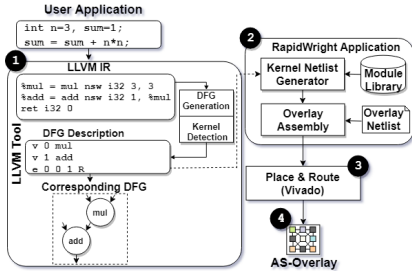 User Application
int n=3, sum=1;
sum = sum + n*n;
1
LLVM IR
%mul = mul nsw i32 3, 3
%add = add nsw i32 1, %mul
ret i32 0
DFG
Generation
Kernel
Detection
LLVM Tool
DFG Description
v 0 mul
v 1 add
e 0 0 1 R
Corresponding DFG
mul
add
2
RapidWright Application
Kernel Netlist
Generator
Module
Library
Overlay
Assembly
Overlay
Netlist
3
Place & Route
(Vivado)
4
AS-Overlay